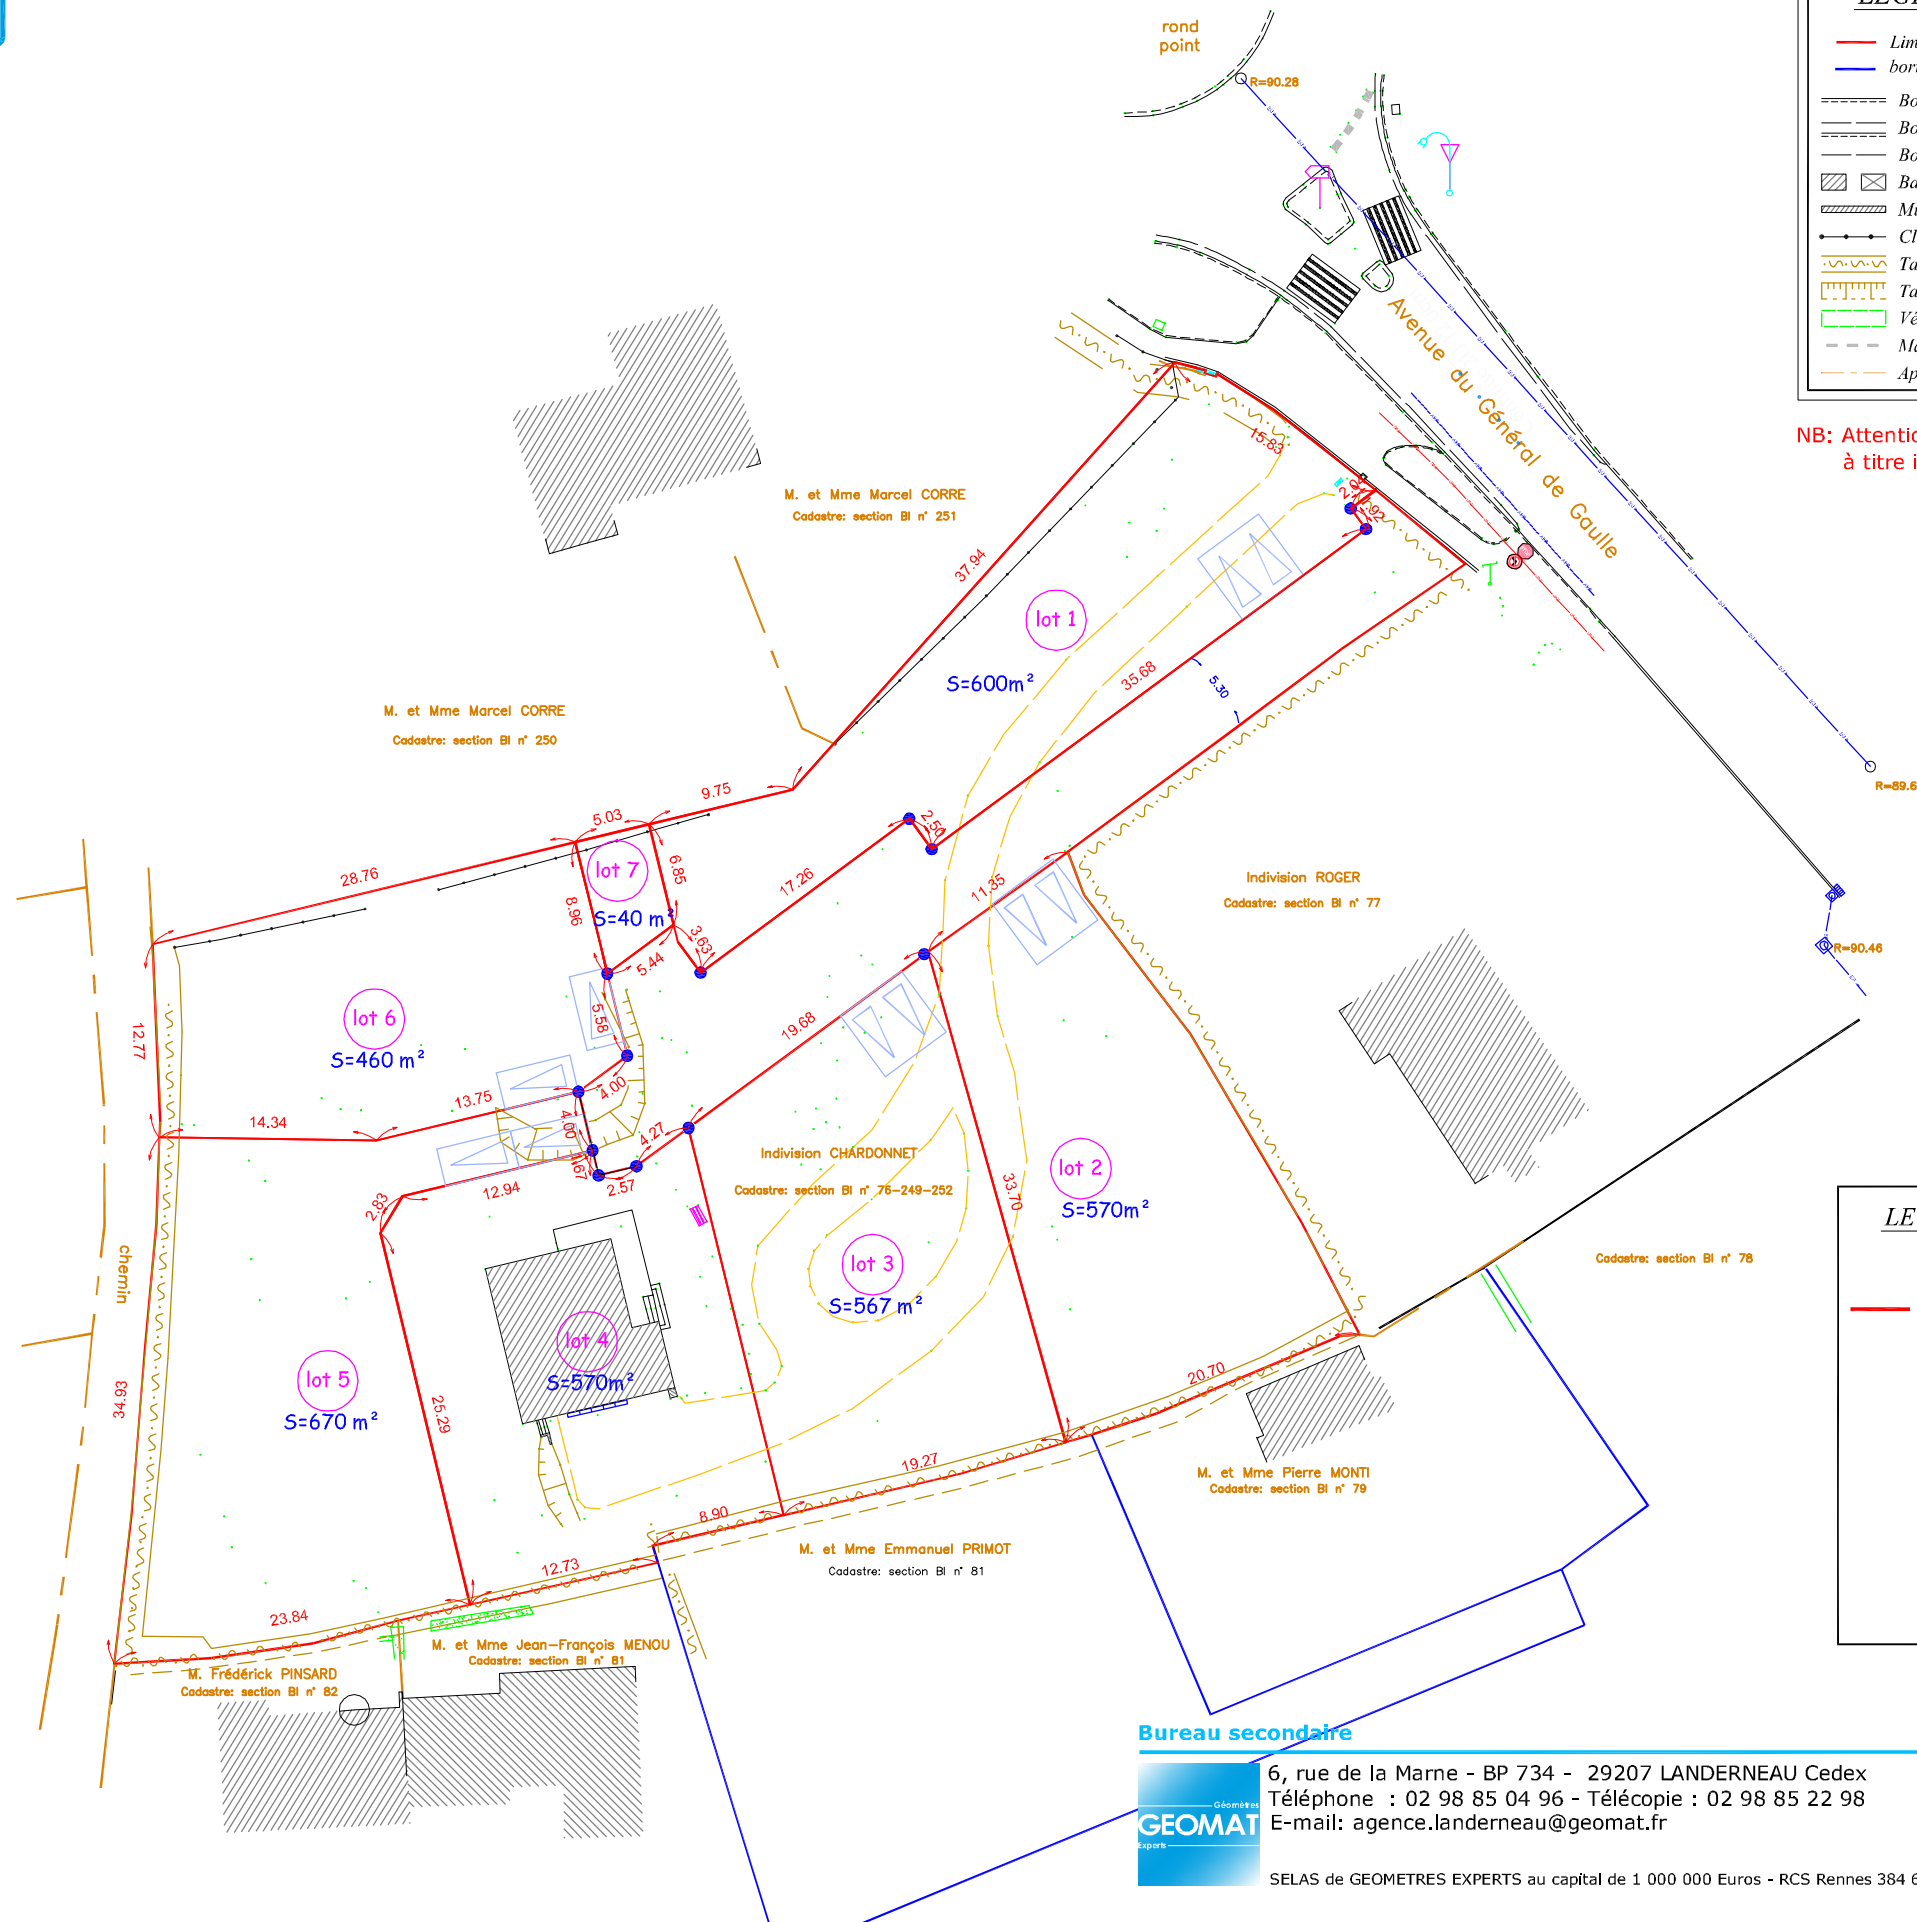 rond
point
R=90.28
NB:
à titre
Avenue du Général de Gaulle
15.83
M. et Mme Marcel CORRE
Cadastre: section BI n° 251
37.94
lot 1
S=600m²
35.68
5.30
M. et Mme Marcel CORRE
Cadastre: section BI n° 250
9.75
5.03
6.85
2.50
lot 7
S=40 m²
28.76
8.96
17.26
3.63
5.44
11.35
Indivision ROGER
Cadastre: section BI n° 77
R=90.46
lot 6
S=460 m²
12.77
5.58
19.68
4.00
13.75
14.34
4.00
4.27
2.57
12.94
2.83
Indivision CHARDONNET
Cadastre: section BI n° 76-249-252
lot 2
S=570m²
33.70
chemin
lot 3
S=567 m²
Cadastre: section BI n° 78
lot 4
S=570m²
lot 5
S=670 m²
34.93
25.29
20.70
19.27
8.90
M. et Mme Pierre MONTI
Cadastre: section BI n° 79
M. et Mme Emmanuel PRIMOT
Cadastre: section BI n° 81
12.73
23.84
M. et Mme Jean-François MENOU
Cadastre: section BI n° 81
M. Frédérick PINSARD
Cadastre: section BI n° 82
Bureau secondaire
6, rue de la Marne - BP 734 - 29207 LANDERNEAU Cedex
Téléphone : 02 98 85 04 96 - Télécopie : 02 98 85 22 98
E-mail: agence.landerneau@geomat.fr
Géomètres
GEOMAT
Experts
SELAS de GEOMETRES EXPERTS au capital de 1 000 000 Euros - RCS Rennes 384